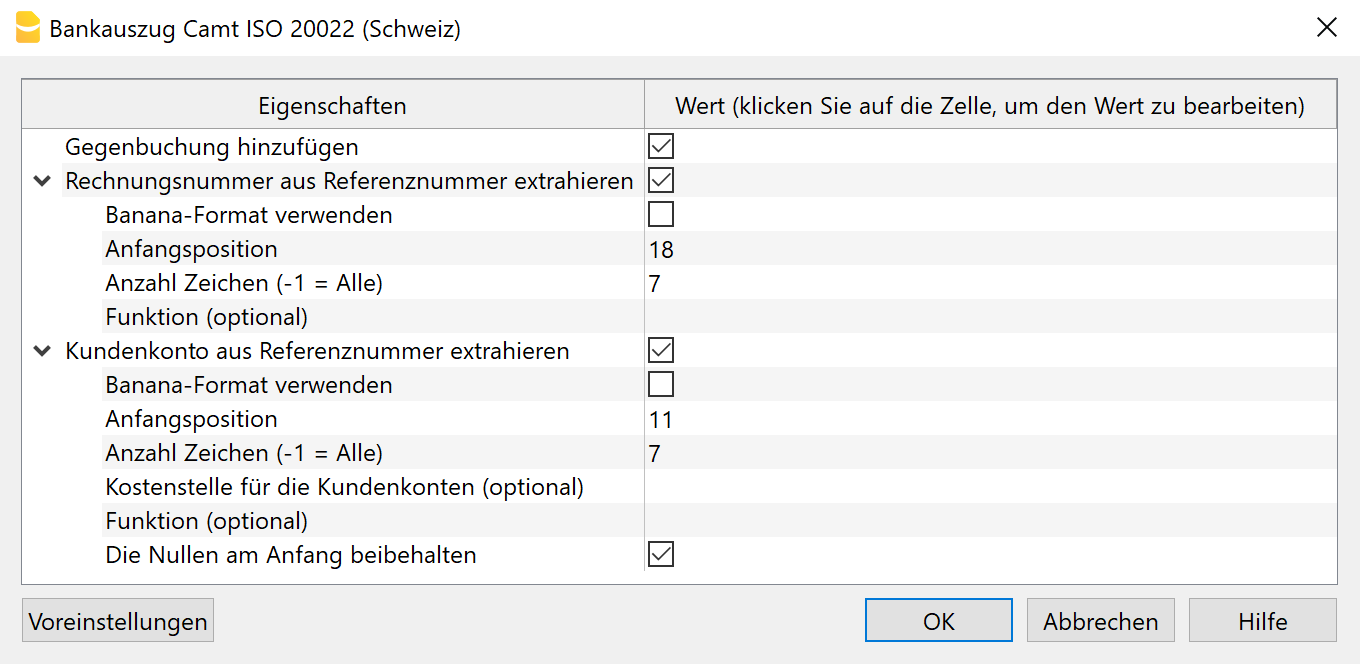 Bankauszug Camt ISO 20022 (Schweiz)
Eigenschaften Wert (klicken Sie auf die Zelle, um den Wert zu bearbeiten)
Gegenbuchung hinzufügen
Rechnungsnummer aus Referenznummer extrahieren
Banana-Format verwenden
Anfangsposition 18
Anzahl Zeichen (-1 = Alle) 7
Funktion (optional)
Kundenkonto aus Referenznummer extrahieren
Banana-Format verwenden
Anfangsposition 11
Anzahl Zeichen (-1 = Alle) 7
Kostenstelle für die Kundenkonten (optional)
Funktion (optional)
Die Nullen am Anfang beibehalten
Voreinstellungen OK Abbrechen Hilfe